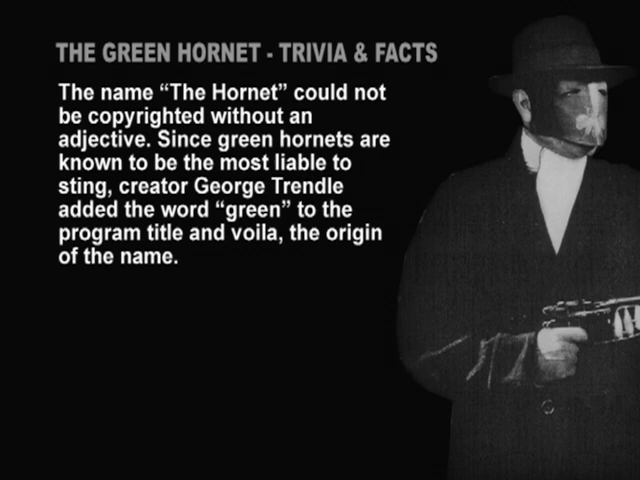 THE GREEN HORNET - TRIVIA & FACTS
The name “The Hornet” could not
be copyrighted without an
adjective. Since green hornets are
known to be the most liable to
sting, creator George Trendle
added the word “green” to the
program title and voila, the origin
of the name.